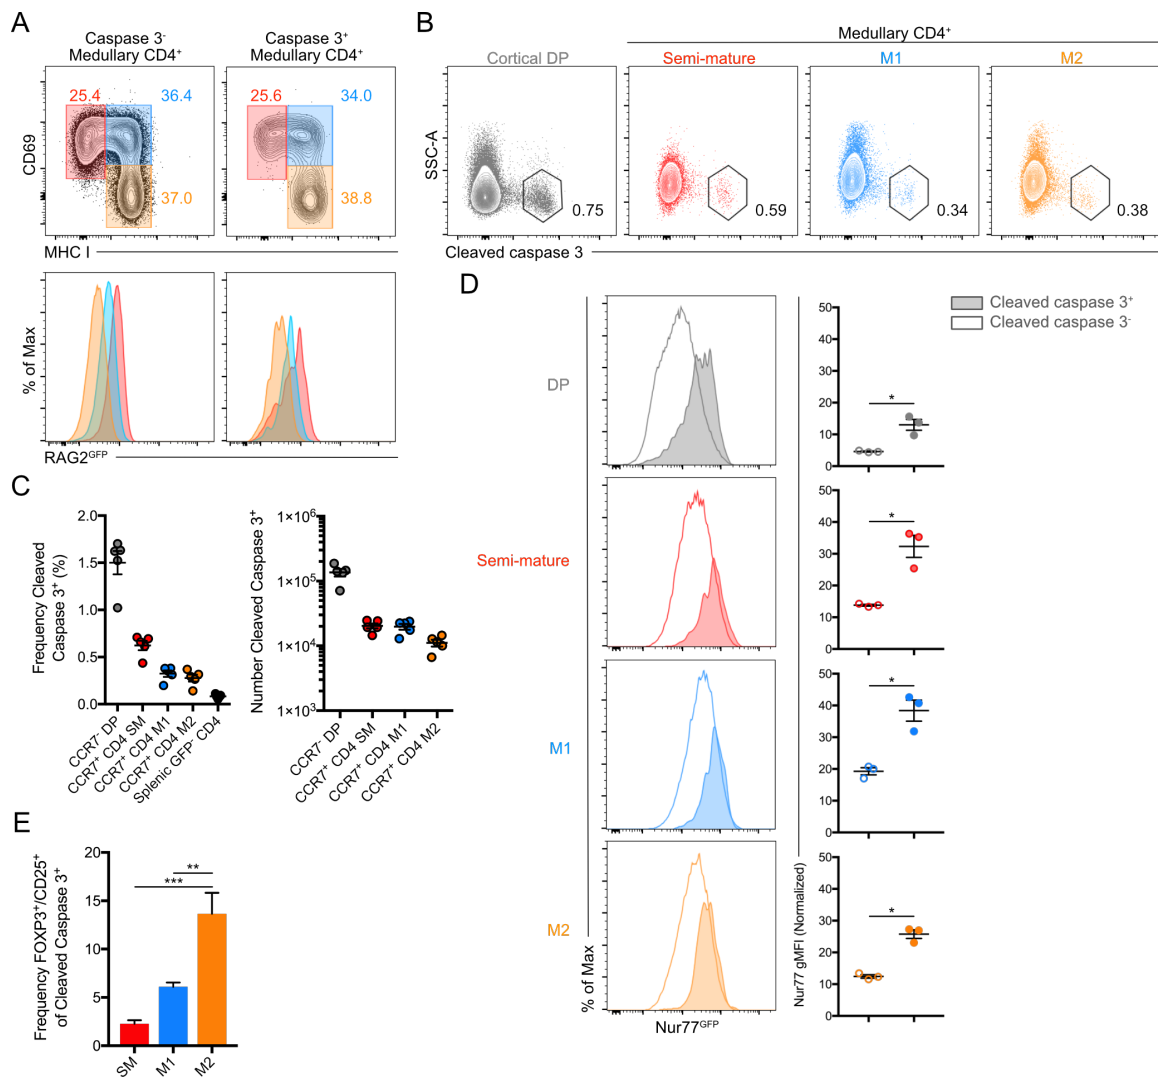 A
Caspase 3⁻
Medullary CD4⁺
Caspase 3⁺
Medullary CD4⁺
25.4
36.4
37.0
25.6
34.0
38.8
CD69
MHC I
% of Max
RAG2ᴳᶠᴾ
B
Medullary CD4⁺
Cortical DP
Semi-mature
M1
M2
SSC-A
0.75
0.59
0.34
0.38
Cleaved caspase 3
C
Frequency Cleaved
Caspase 3⁺ (%)
2.0
1.5
1.0
0.5
0.0
CCR7⁻ DP
CCR7⁺ CD4 SM
CCR7⁺ CD4 M1
CCR7⁺ CD4 M2
Splenic GFP⁻ CD4
Number Cleaved Caspase 3⁺
1×10⁶
1×10⁵
1×10⁴
1×10³
CCR7⁻ DP
CCR7⁺ CD4 SM
CCR7⁺ CD4 M1
CCR7⁺ CD4 M2
D
Cleaved caspase 3⁺
Cleaved caspase 3⁻
DP
50
40
30
20
10
0
*
Semi-mature
50
40
30
20
10
0
*
M1
50
40
30
20
10
0
*
M2
50
40
30
20
10
0
*
% of Max
Nur77ᴳᶠᴾ
Nur77 gMFI (Normalized)
E
Frequency FOXP3⁺/CD25⁺
of Cleaved Caspase 3⁺
20
15
10
5
0
**
***
SM
M1
M2